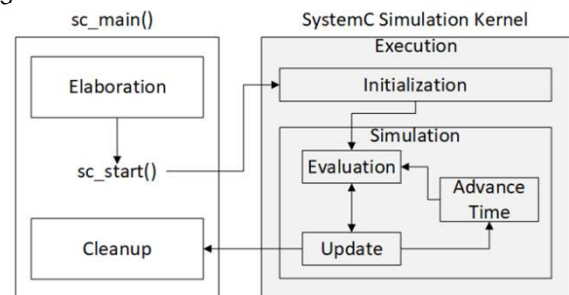 sc_main()
SystemC Simulation Kernel
Execution
Elaboration
Initialization
Simulation
sc_start()
Evaluation
Advance
Time
Cleanup
Update